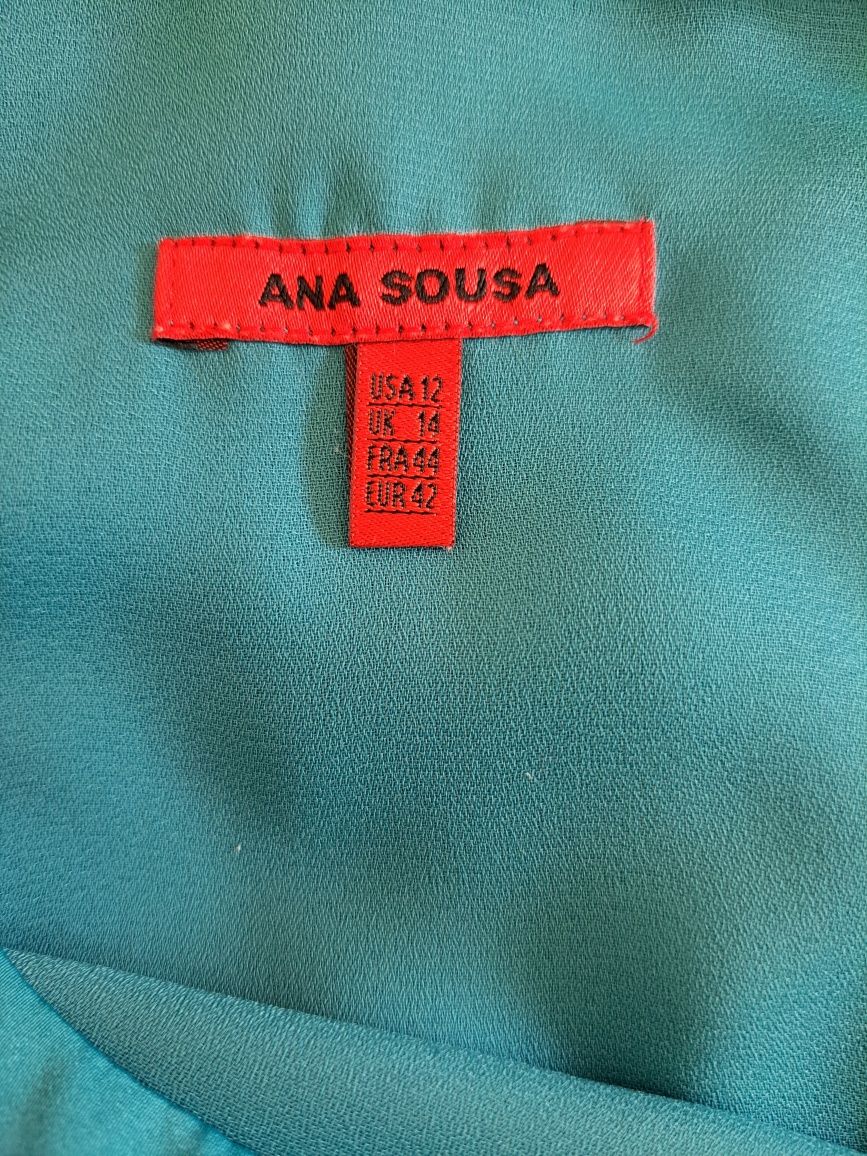 ANA SOUSA
USA 12
UK 14
FRA 44
EUR 42